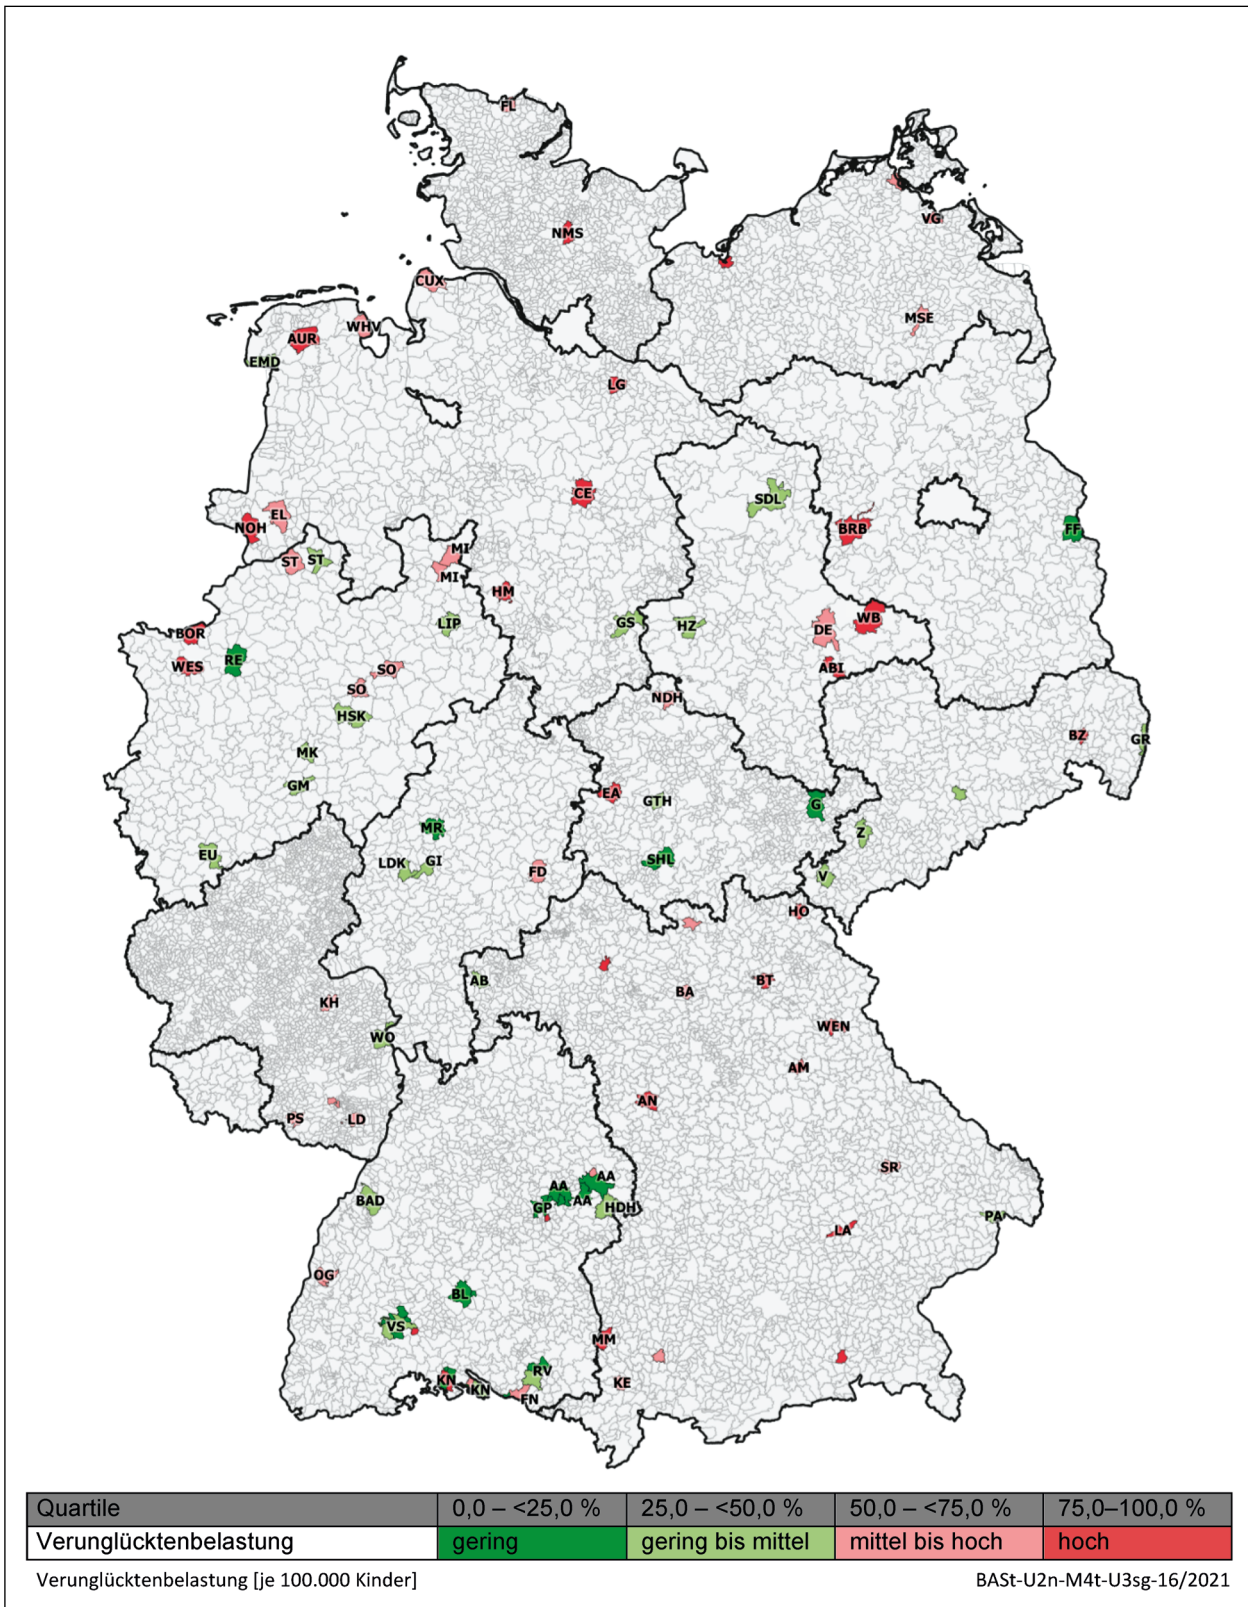 FL
NMS
VG
CUX
MSE
WHV
AUR
EMD
LG
CE
SDL
EL
NOH
BRB
FF
MI
ST ST
MI
HM
WB
LIP
GS
HZ
DE
BOR
RE
WES
SO
ABI
SO
NDH
HSK
BZ
GR
MK
GM
EA
GTH
G
MR
Z
EU
LDK
GI
SHL
FD
V
HO
AB
BT
BA
KH
WEN
WO
AM
AN
PS
LD
SR
AA
AA
BAD
AA
GP
HDH
PA
LA
OG
BL
VS
MM
RV
KN
KN
KE
FN
Quartile 0,0 – <25,0 % 25,0 – <50,0 % 50,0 – <75,0 % 75,0–100,0 %
Verunglücktenbelastung gering gering bis mittel mittel bis hoch hoch
Verunglücktenbelastung [je 100.000 Kinder] BASt-U2n-M4t-U3sg-16/2021